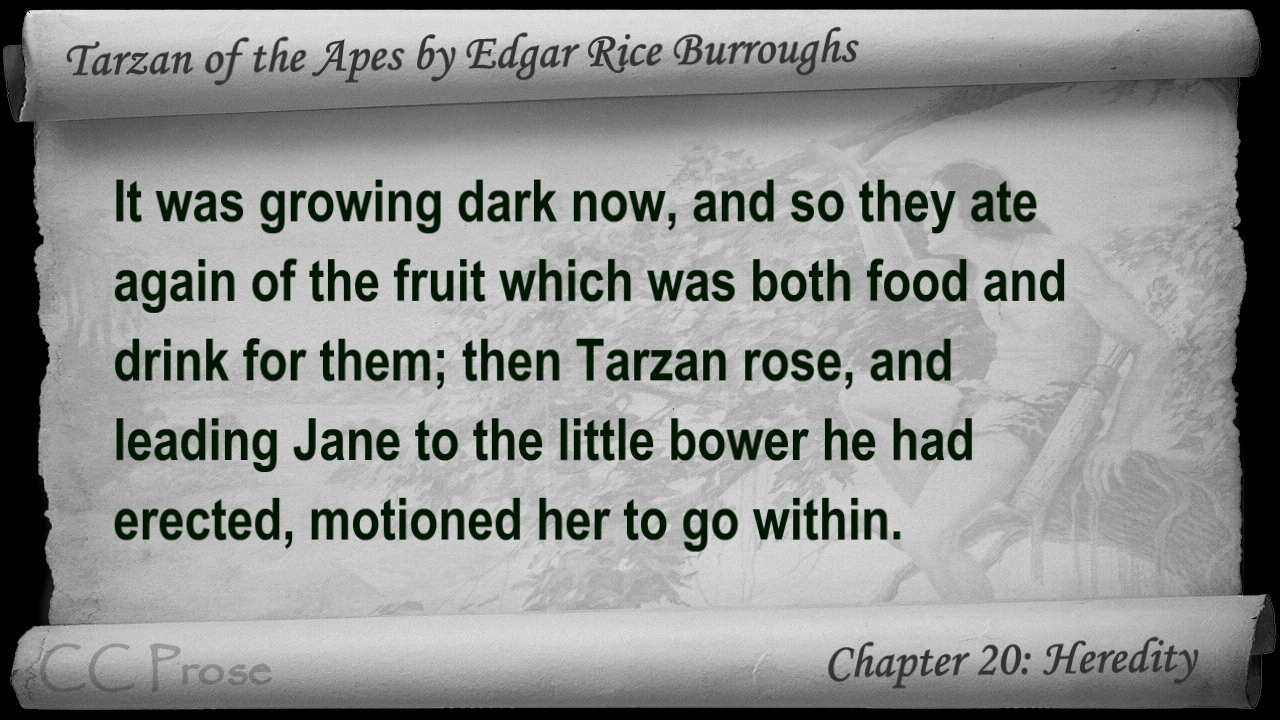 Tarzan of the Apes by Edgar Rice Burroughs
It was growing dark now, and so they ate
again of the fruit which was both food and
drink for them; then Tarzan rose, and
leading Jane to the little bower he had
erected, motioned her to go within.
CC Prose
Chapter 20: Heredity